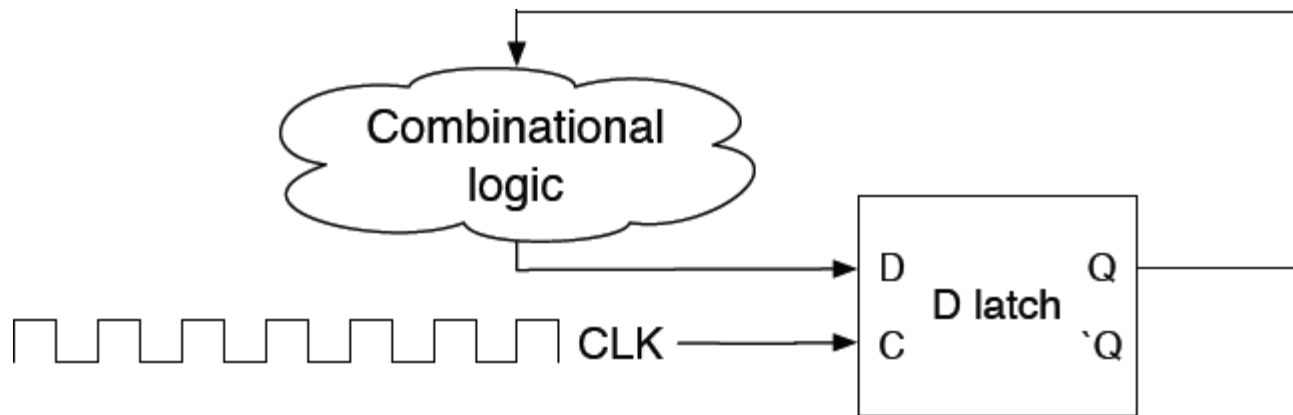 Combinational
logic
D Q
D latch
CLK
C `Q